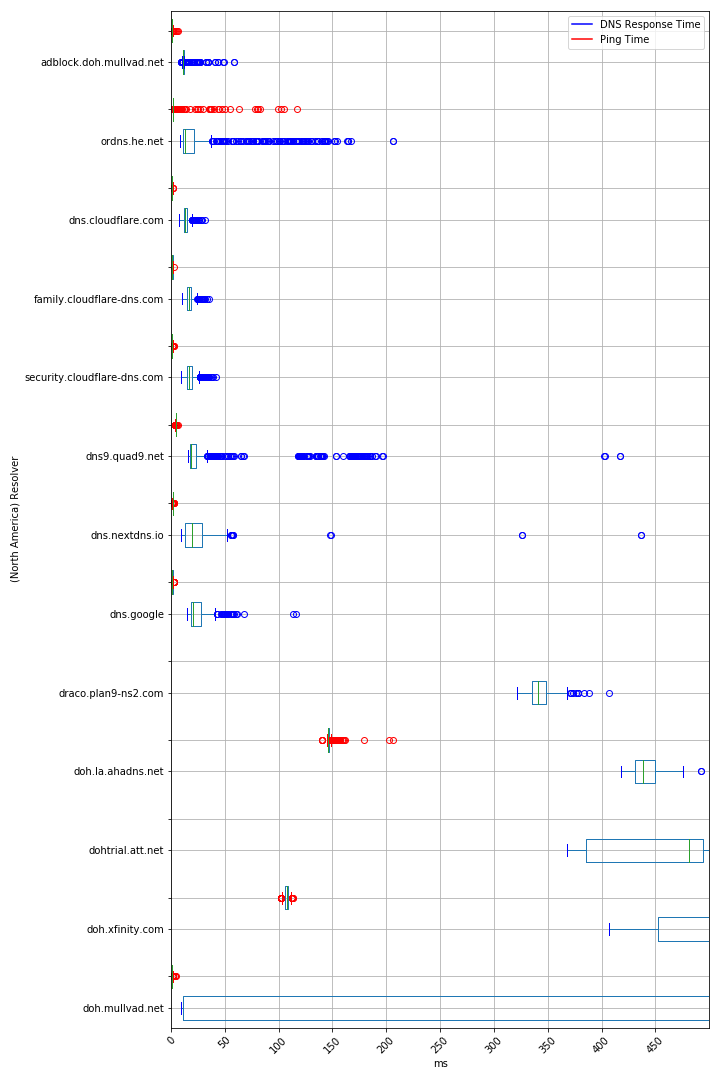 DNS Response Time
Ping Time
adblock.doh.mullvad.net
ordns.he.net
dns.cloudflare.com
family.cloudflare-dns.com
security.cloudflare-dns.com
dns9.quad9.net
dns.nextdns.io
dns.google
draco.plan9-ns2.com
doh.la.ahadns.net
dohtrial.att.net
doh.xfinity.com
doh.mullvad.net
(North America) Resolver
0 50 100 150 200 250 300 350 400 450
ms